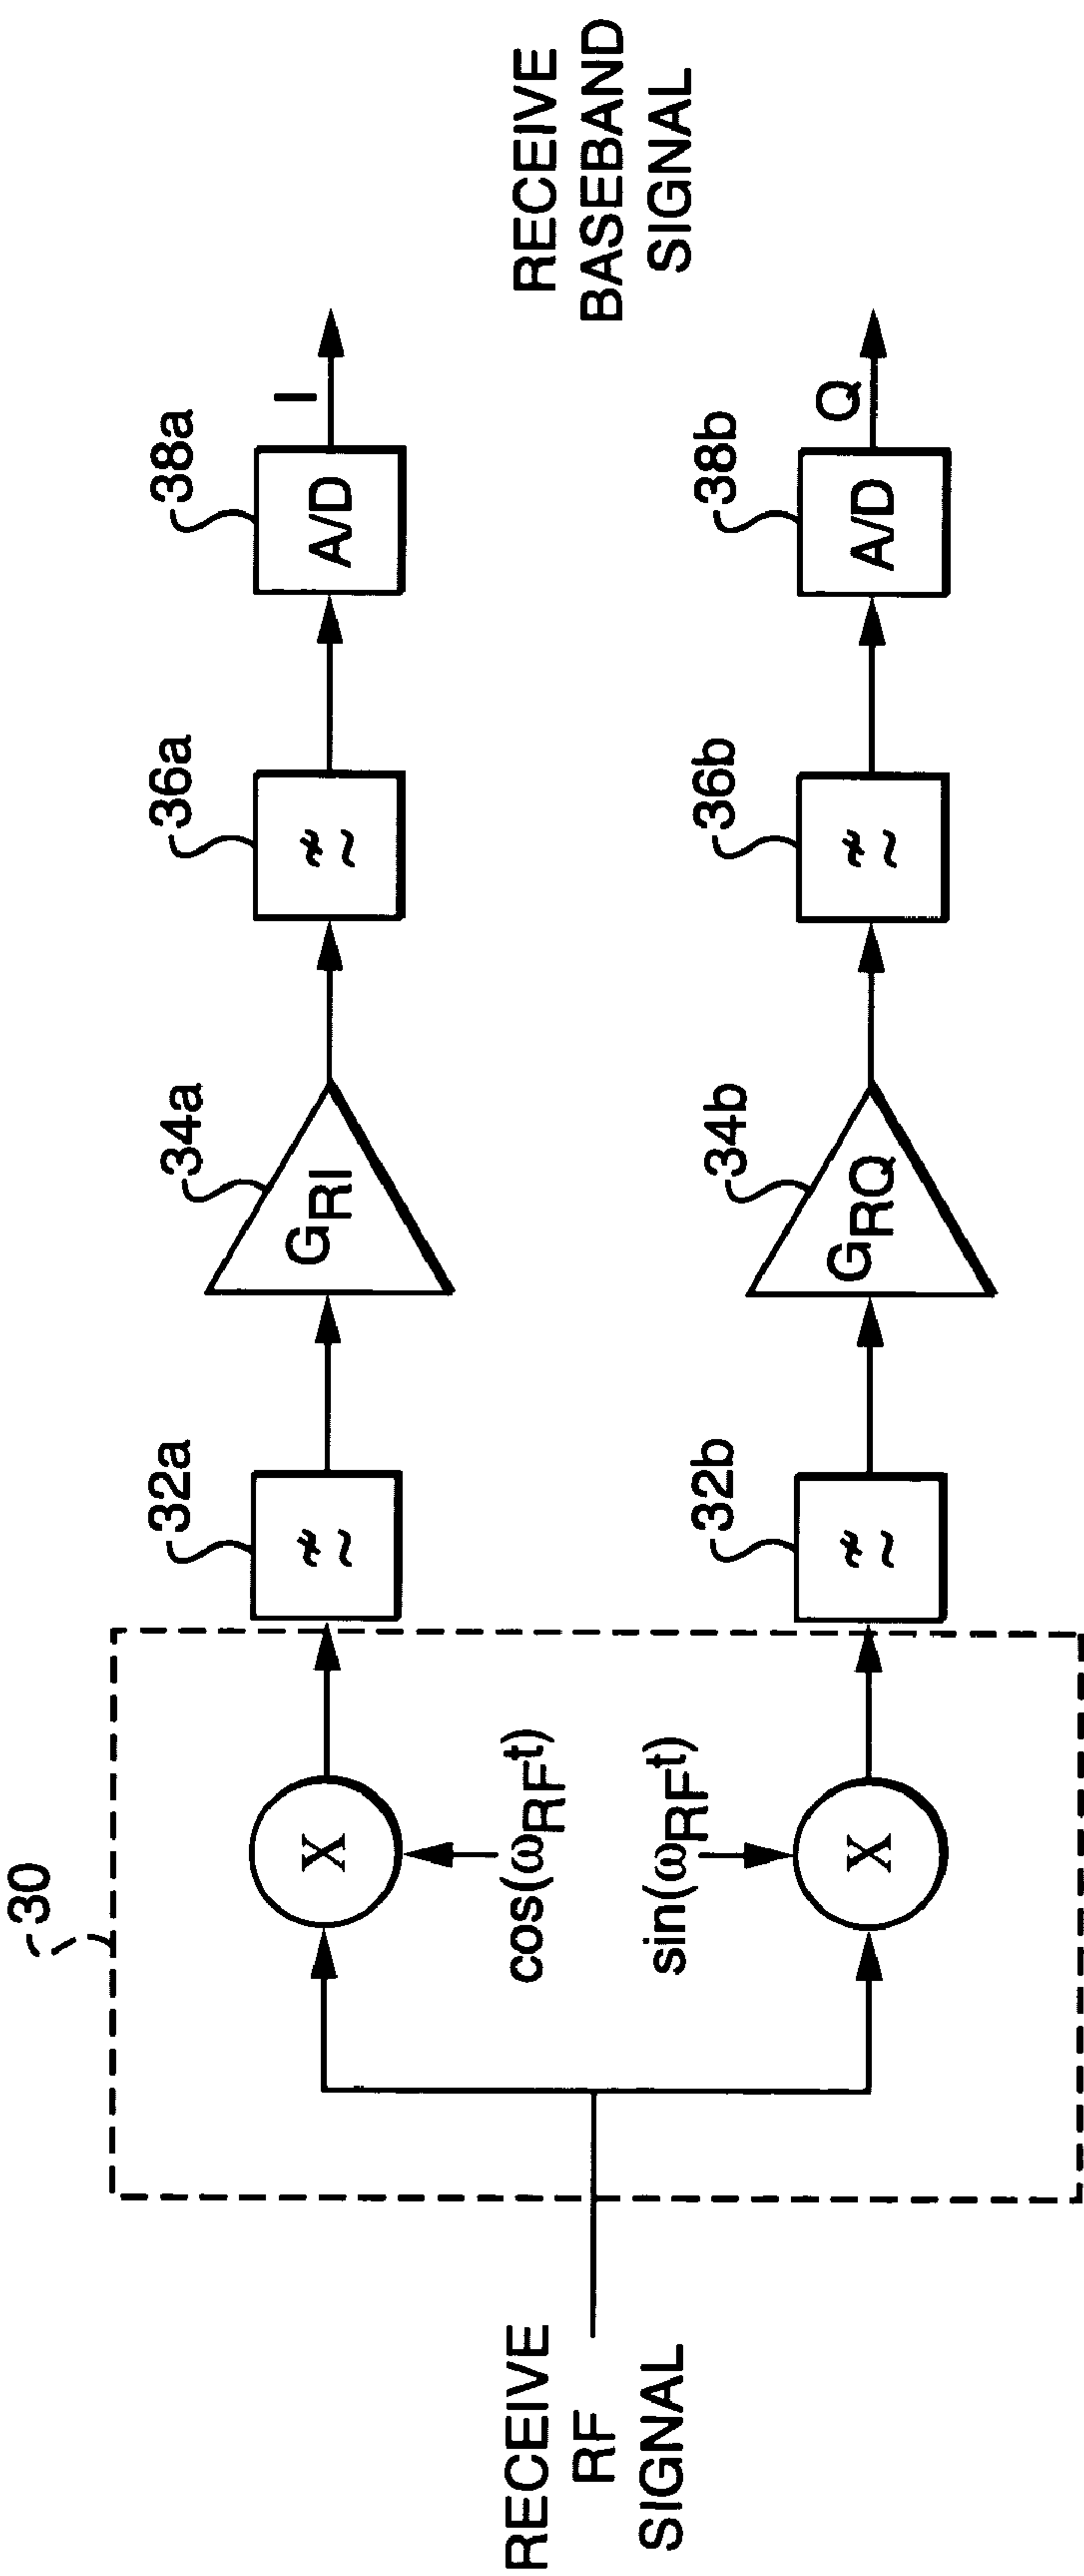 30
RECEIVE
RF
SIGNAL
X
cos(ωRFt)
sin(ωRFt)
X
32a
32b
34a
GRI
34b
GRQ
36a
36b
38a
A/D
38b
A/D
I
Q
RECEIVE
BASEBAND
SIGNAL